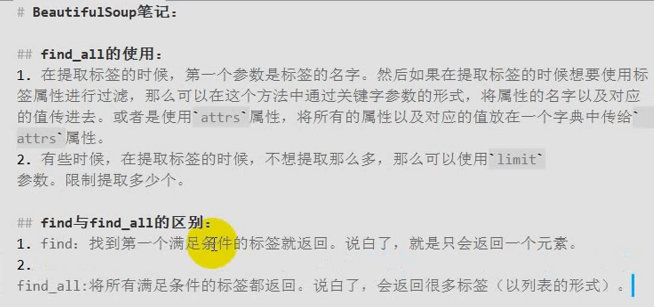 # BeautifulSoup笔记：
## find_all的使用：
1. 在提取标签的时候，第一个参数是标签的名字。然后如果在提取标签的时候想要使用标
签属性进行过滤，那么可以在这个方法中通过关键字参数的形式，将属性的名字以及对应
的值传进去。或者是使用`attrs`属性，将所有的属性以及对应的值放在一个字典中传给`
attrs`属性。
2. 有些时候，在提取标签的时候，不想提取那么多，那么可以使用`limit`
参数。限制提取多少个。
## find与find_all的区别：
1. find：找到第一个满足条件的标签就返回。说白了，就是只会返回一个元素。
2.
find_all:将所有满足条件的标签都返回。说白了，会返回很多标签（以列表的形式）。